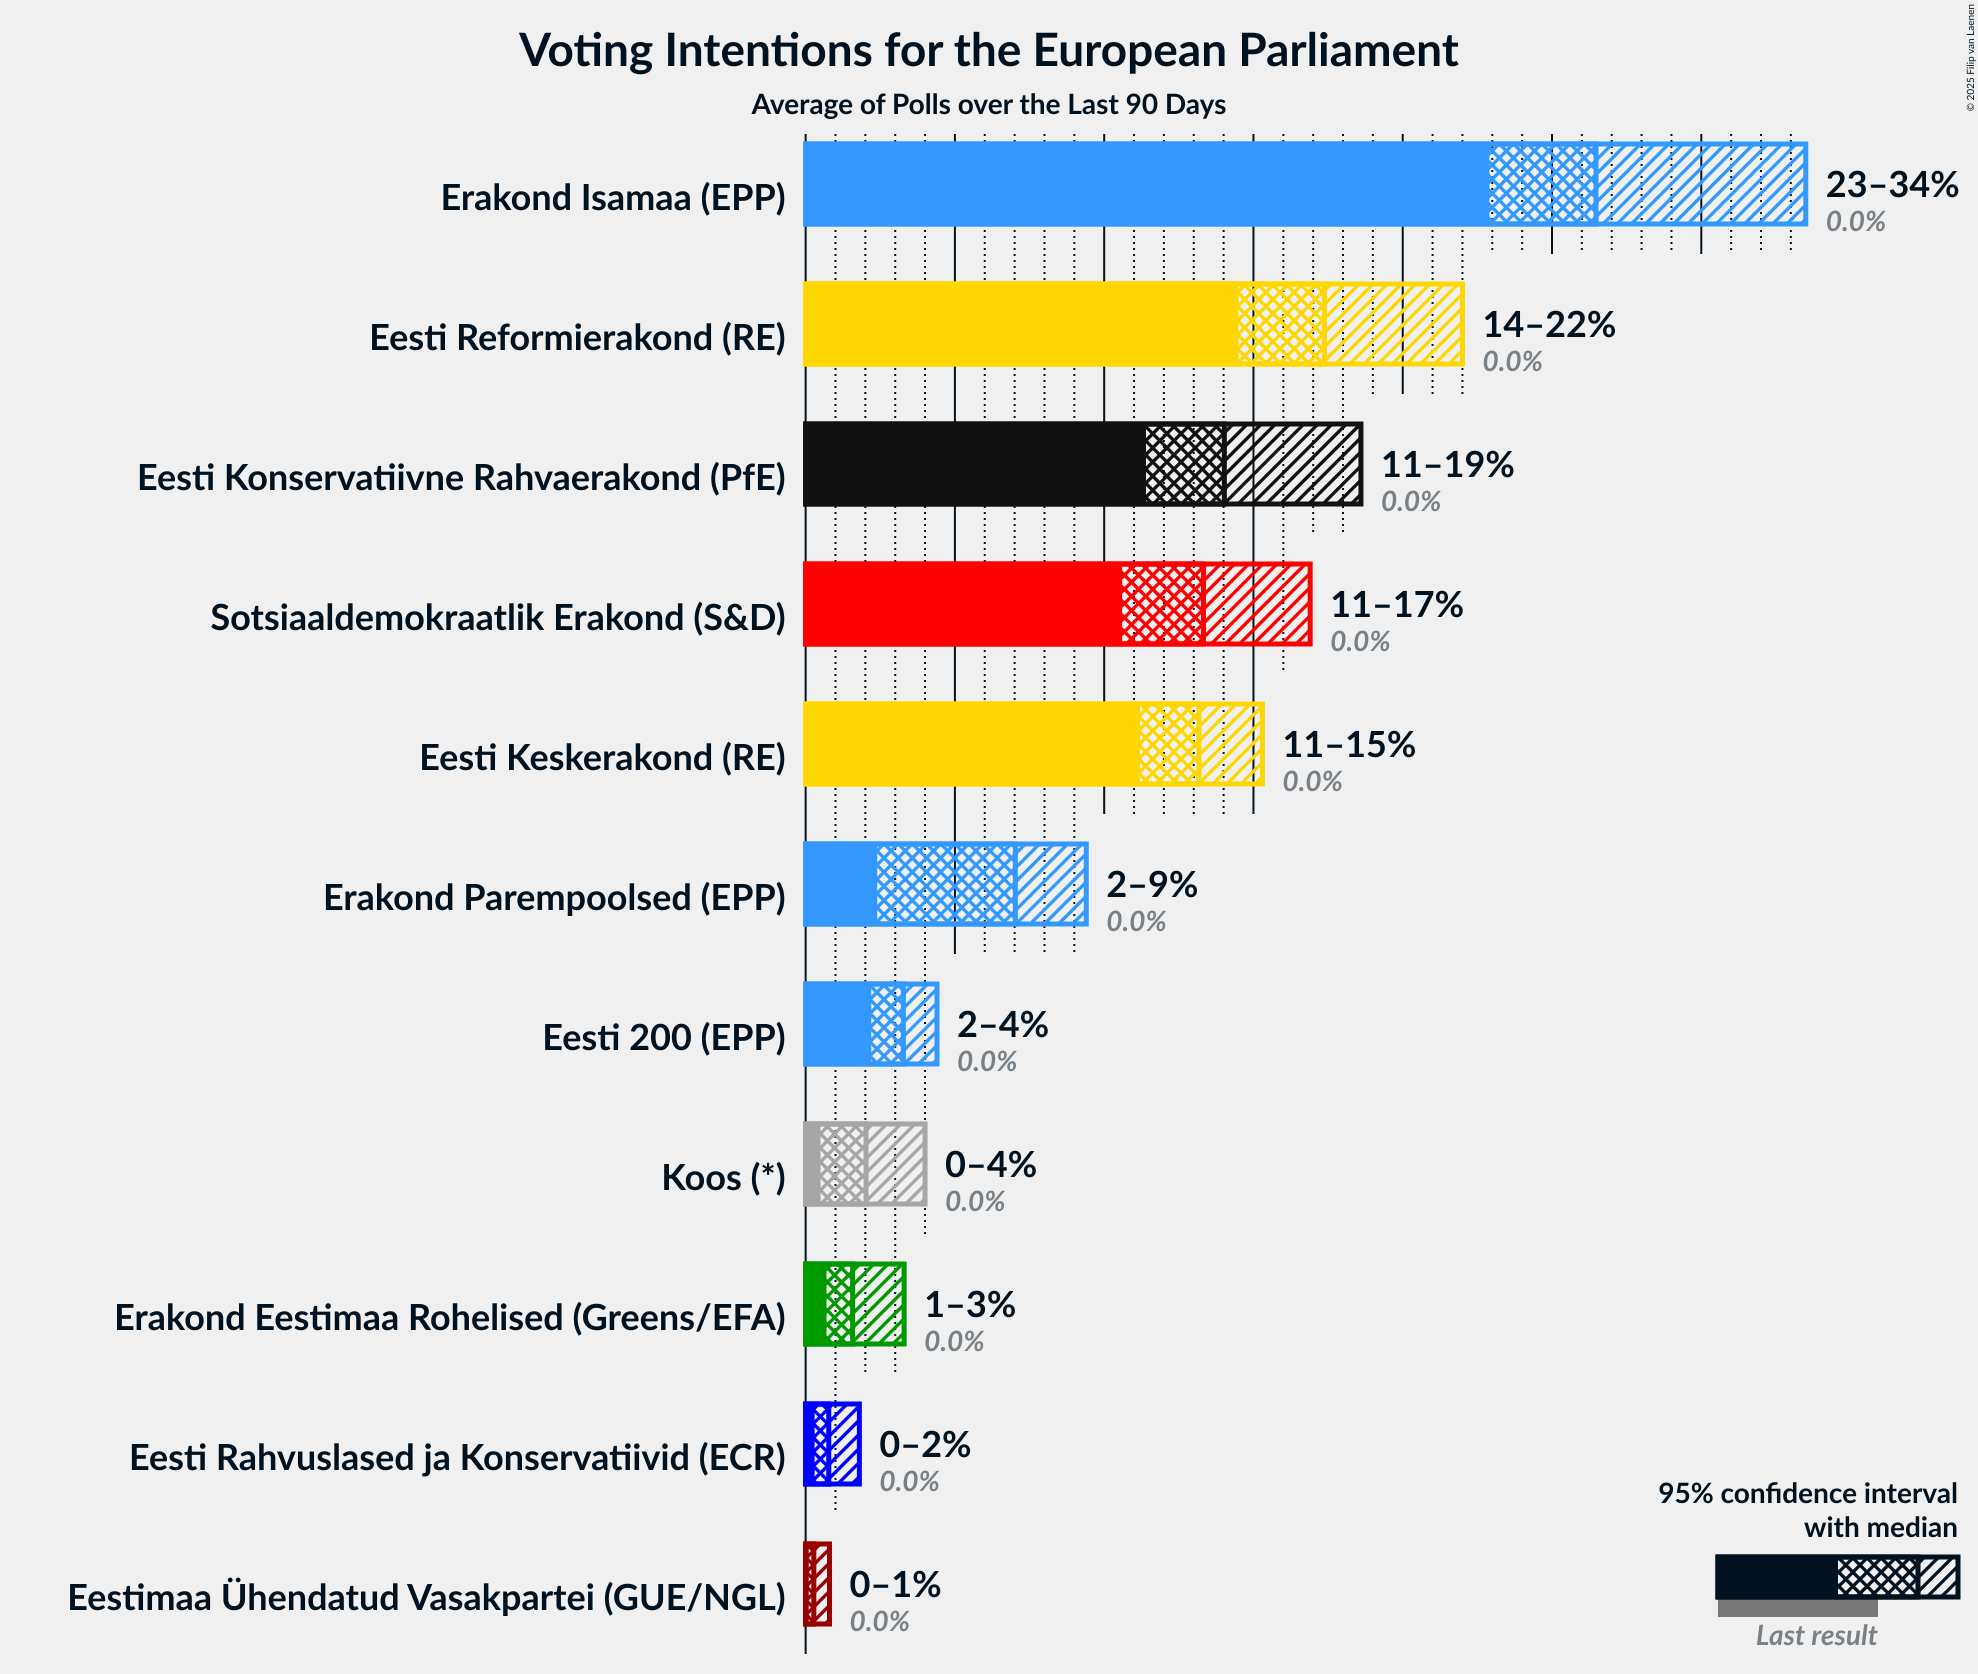 Voting Intentions for the European Parliament
Average of Polls over the Last 90 Days
© 2025 Filip van Laenen
Erakond Isamaa (EPP)
23–34%
0.0%
Eesti Reformierakond (RE)
14–22%
0.0%
Eesti Konservatiivne Rahvaerakond (PfE)
11–19%
0.0%
Sotsiaaldemokraatlik Erakond (S&D)
11–17%
0.0%
Eesti Keskerakond (RE)
11–15%
0.0%
Erakond Parempoolsed (EPP)
2–9%
0.0%
Eesti 200 (EPP)
2–4%
0.0%
Koos (*)
0–4%
0.0%
Erakond Eestimaa Rohelised (Greens/EFA)
1–3%
0.0%
Eesti Rahvuslased ja Konservatiivid (ECR)
0–2%
0.0%
Eestimaa Ühendatud Vasakpartei (GUE/NGL)
0–1%
0.0%
95% confidence interval
with median
Last result